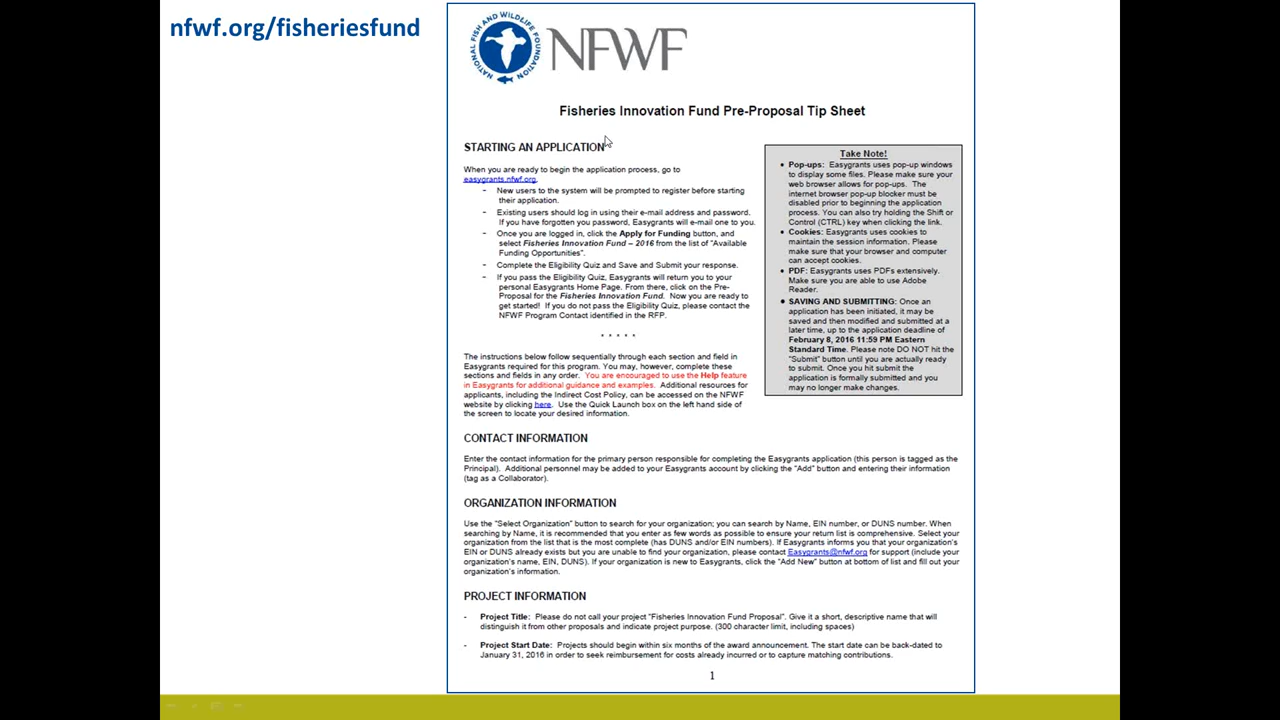 nfwf.org/fisheriesfund
NATIONAL FISH AND WILDLIFE FOUNDATION
NFWF
Fisheries Innovation Fund Pre-Proposal Tip Sheet
STARTING AN APPLICATION
When you are ready to begin the application process, go to
easygrants.nfwf.org.
- New users to the system will be prompted to register before starting
their application.
- Existing users should log in using their e-mail address and password.
If you have forgotten you password, Easygrants will e-mail one to you.
- Once you are logged in, click the Apply for Funding button, and
select Fisheries Innovation Fund – 2016 from the list of "Available
Funding Opportunities".
- Complete the Eligibility Quiz and Save and Submit your response.
- If you pass the Eligibility Quiz, Easygrants will return you to your
personal Easygrants Home Page. From there, click on the Pre-
Proposal for the Fisheries Innovation Fund. Now you are ready to
get started! If you do not pass the Eligibility Quiz, please contact the
NFWF Program Contact identified in the RFP.
* * * * *
The instructions below follow sequentially through each section and field in
Easygrants required for this program. You may, however, complete these
sections and fields in any order. You are encouraged to use the Help feature
in Easygrants for additional guidance and examples. Additional resources for
applicants, including the Indirect Cost Policy, can be accessed on the NFWF
website by clicking here. Use the Quick Launch box on the left hand side of
the screen to locate your desired information.
Take Note!
• Pop-ups: Easygrants uses pop-up windows
to display some files. Please make sure your
web browser allows for pop-ups. The
internet browser pop-up blocker must be
disabled prior to beginning the application
process. You can also try holding the Shift or
Control (CTRL) key when clicking the link.
• Cookies: Easygrants uses cookies to
maintain the session information. Please
make sure that your browser and computer
can accept cookies.
• PDF: Easygrants uses PDFs extensively.
Make sure you are able to use Adobe
Reader.
• SAVING AND SUBMITTING: Once an
application has been initiated, it may be
saved and then modified and submitted at a
later time, up to the application deadline of
February 8, 2016 11:59 PM Eastern
Standard Time. Please note DO NOT hit the
"Submit" button until you are actually ready
to submit. Once you hit submit the
application is formally submitted and you
may no longer make changes.
CONTACT INFORMATION
Enter the contact information for the primary person responsible for completing the Easygrants application (this person is tagged as the
Principal). Additional personnel may be added to your Easygrants account by clicking the "Add" button and entering their information
(tag as a Collaborator).
ORGANIZATION INFORMATION
Use the "Select Organization" button to search for your organization; you can search by Name, EIN number, or DUNS number. When
searching by Name, it is recommended that you enter as few words as possible to ensure your return list is comprehensive. Select your
organization from the list that is the most complete (has DUNS and/or EIN numbers). If Easygrants informs you that your organization's
EIN or DUNS already exists but you are unable to find your organization, please contact Easygrants@nfwf.org for support (include your
organization's name, EIN, DUNS). If your organization is new to Easygrants, click the "Add New" button at bottom of list and fill out your
organization's information.
PROJECT INFORMATION
- Project Title: Please do not call your project "Fisheries Innovation Fund Proposal". Give it a short, descriptive name that will
distinguish it from other proposals and indicate project purpose. (300 character limit, including spaces)
- Project Start Date: Projects should begin within six months of the award announcement. The start date can be back-dated to
January 31, 2016 in order to seek reimbursement for costs already incurred or to capture matching contributions.
1